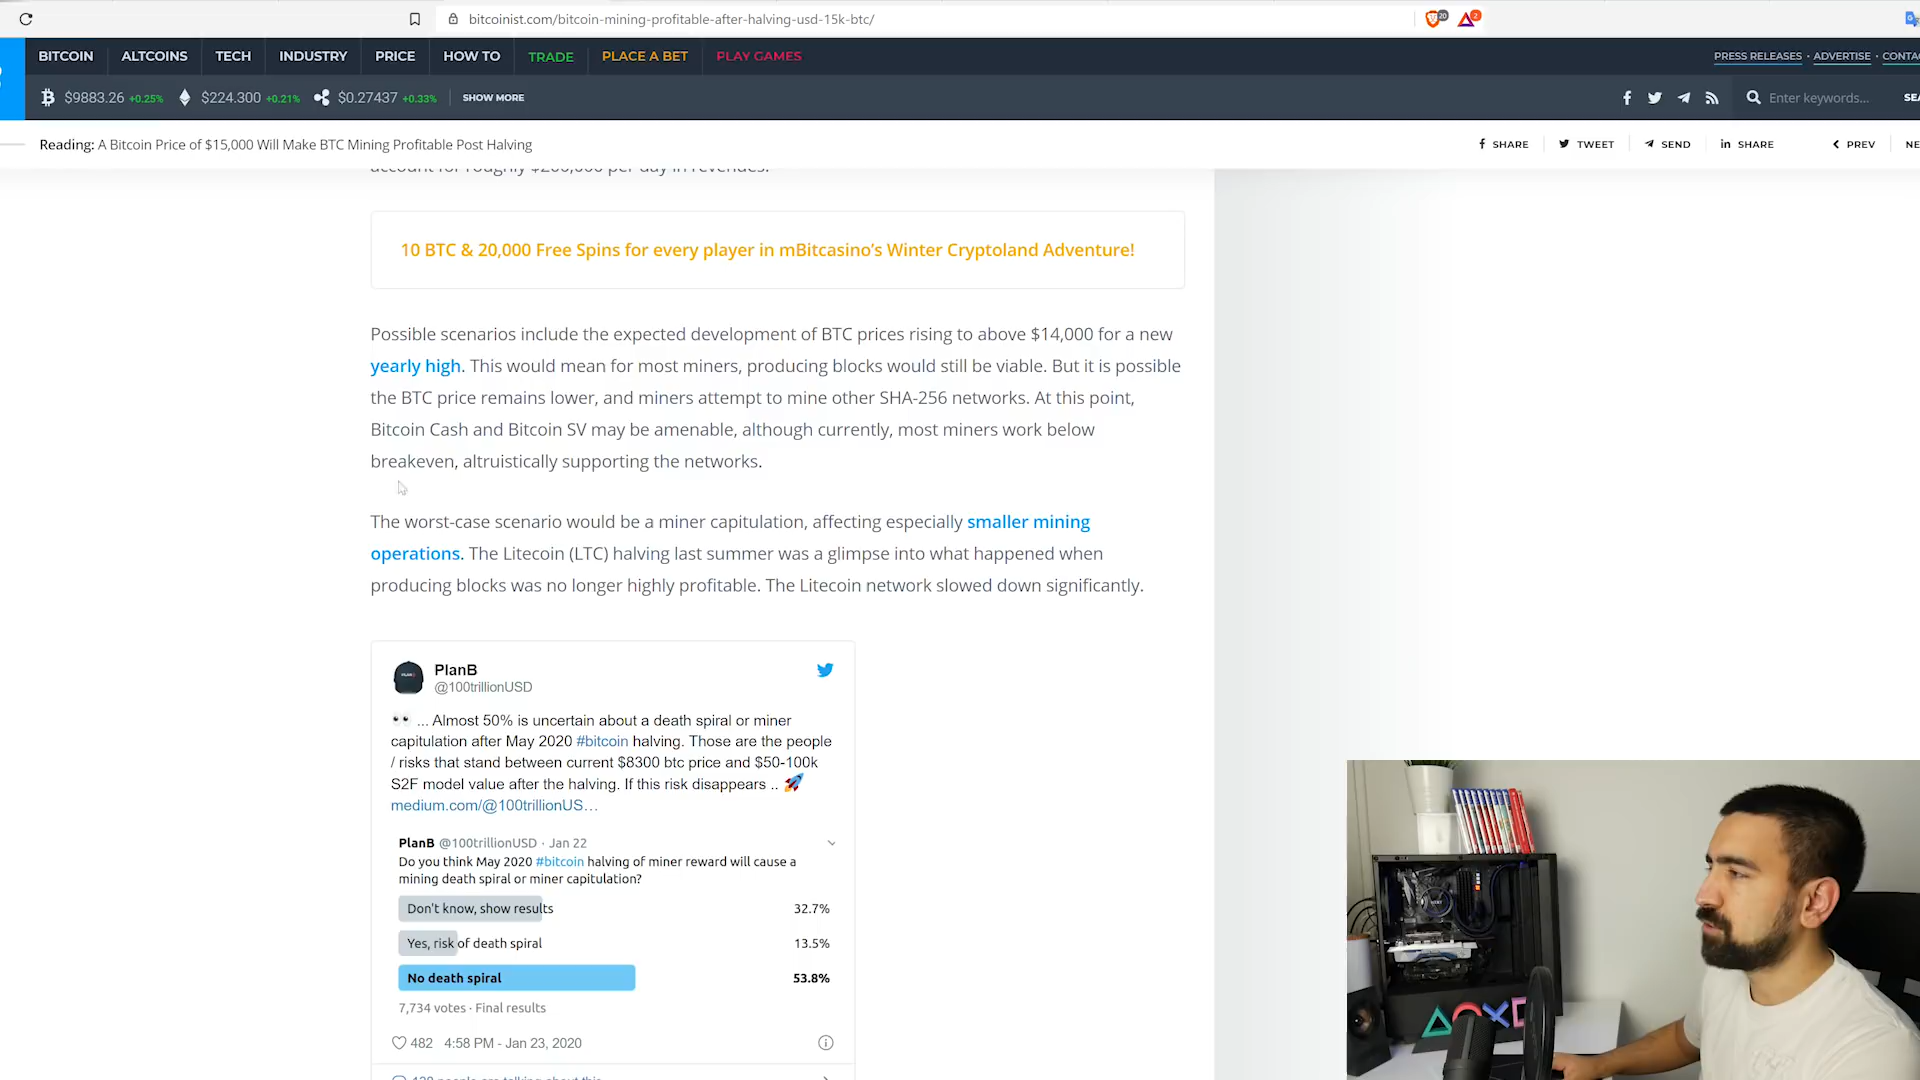 bitcoinist.com/bitcoin-mining-profitable-after-halving-usd-15k-btc/
20
2
BITCOIN ALTCOINS TECH INDUSTRY PRICE HOW TO TRADE PLACE A BET PLAY GAMES
PRESS RELEASES · ADVERTISE ·
$9883.26 +0.25% $224.300 +0.21% $0.27437 +0.33% SHOW MORE
Enter keywords...
Reading: A Bitcoin Price of $15,000 Will Make BTC Mining Profitable Post Halving
SHARE TWEET SEND SHARE PREV
account for roughly $200,000 per day in revenues.
10 BTC & 20,000 Free Spins for every player in mBitcasino's Winter Cryptoland Adventure!
Possible scenarios include the expected development of BTC prices rising to above $14,000 for a new
yearly high. This would mean for most miners, producing blocks would still be viable. But it is possible
the BTC price remains lower, and miners attempt to mine other SHA-256 networks. At this point,
Bitcoin Cash and Bitcoin SV may be amenable, although currently, most miners work below
breakeven, altruistically supporting the networks.
The worst-case scenario would be a miner capitulation, affecting especially smaller mining
operations. The Litecoin (LTC) halving last summer was a glimpse into what happened when
producing blocks was no longer highly profitable. The Litecoin network slowed down significantly.
PlanB
@100trillionUSD
... Almost 50% is uncertain about a death spiral or miner
capitulation after May 2020 #bitcoin halving. Those are the people
/ risks that stand between current $8300 btc price and $50-100k
S2F model value after the halving. If this risk disappears ..
medium.com/@100trillionUS…
PlanB @100trillionUSD · Jan 22
Do you think May 2020 #bitcoin halving of miner reward will cause a
mining death spiral or miner capitulation?
Don't know, show results 32.7%
Yes, risk of death spiral 13.5%
No death spiral 53.8%
7,734 votes · Final results
482 4:58 PM - Jan 23, 2020